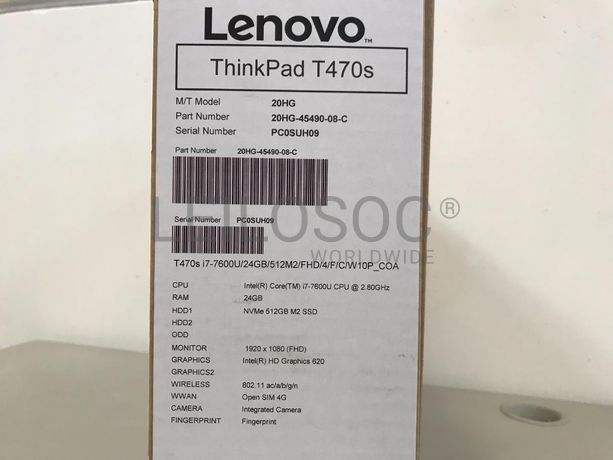 Lenovo™
ThinkPad T470s
M/T Model 20HG
Part Number 20HG-45490-08-C
Serial Number PC0SUH09
Part Number 20HG-45490-08-C
LEILOSOC®
Serial Number PC0SUH09
WORLDWIDE
T470s i7-7600U/24GB/512M2/FHD/4/F/C/W10P_COA
CPU Intel(R) Core(TM) i7-7600U CPU @ 2.80GHz
RAM 24GB
HDD1 NVMe 512GB M2 SSD
HDD2
ODD
MONITOR 1920 x 1080 (FHD)
GRAPHICS Intel(R) HD Graphics 620
GRAPHICS2
WIRELESS 802.11 ac/a/b/g/n
WWAN Open SIM 4G
CAMERA Integrated Camera
FINGERPRINT Fingerprint